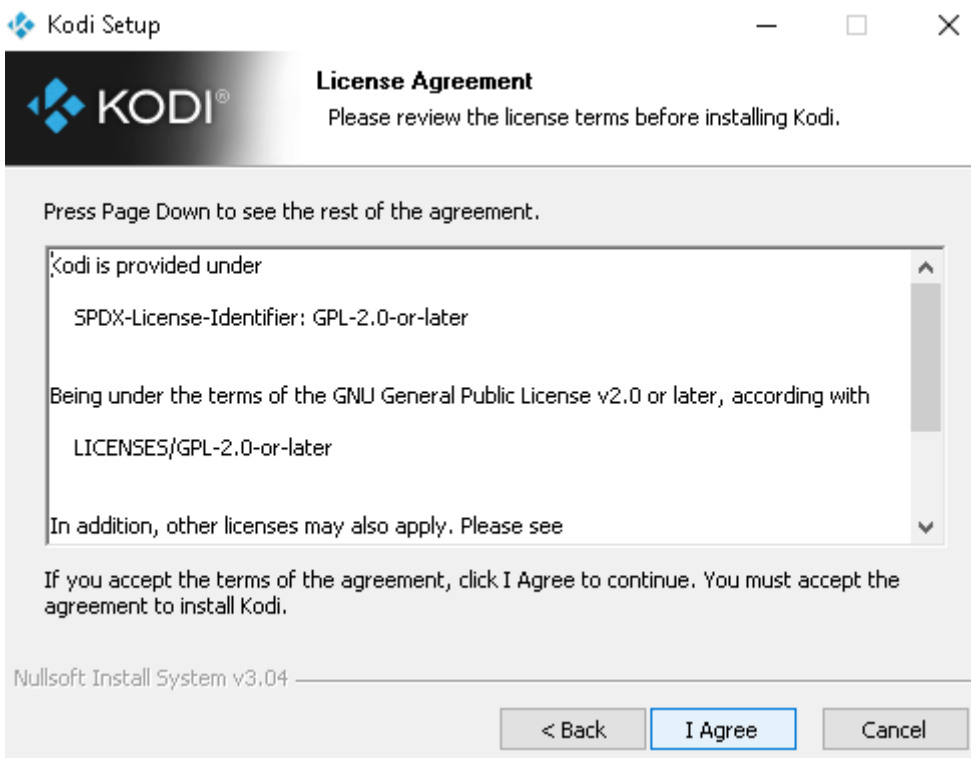 Kodi Setup
KODI®
License Agreement
Please review the license terms before installing Kodi.
Press Page Down to see the rest of the agreement.
Kodi is provided under
SPDX-License-Identifier: GPL-2.0-or-later
Being under the terms of the GNU General Public License v2.0 or later, according with
LICENSES/GPL-2.0-or-later
In addition, other licenses may also apply. Please see
If you accept the terms of the agreement, click I Agree to continue. You must accept the
agreement to install Kodi.
Nullsoft Install System v3.04
< Back I Agree Cancel